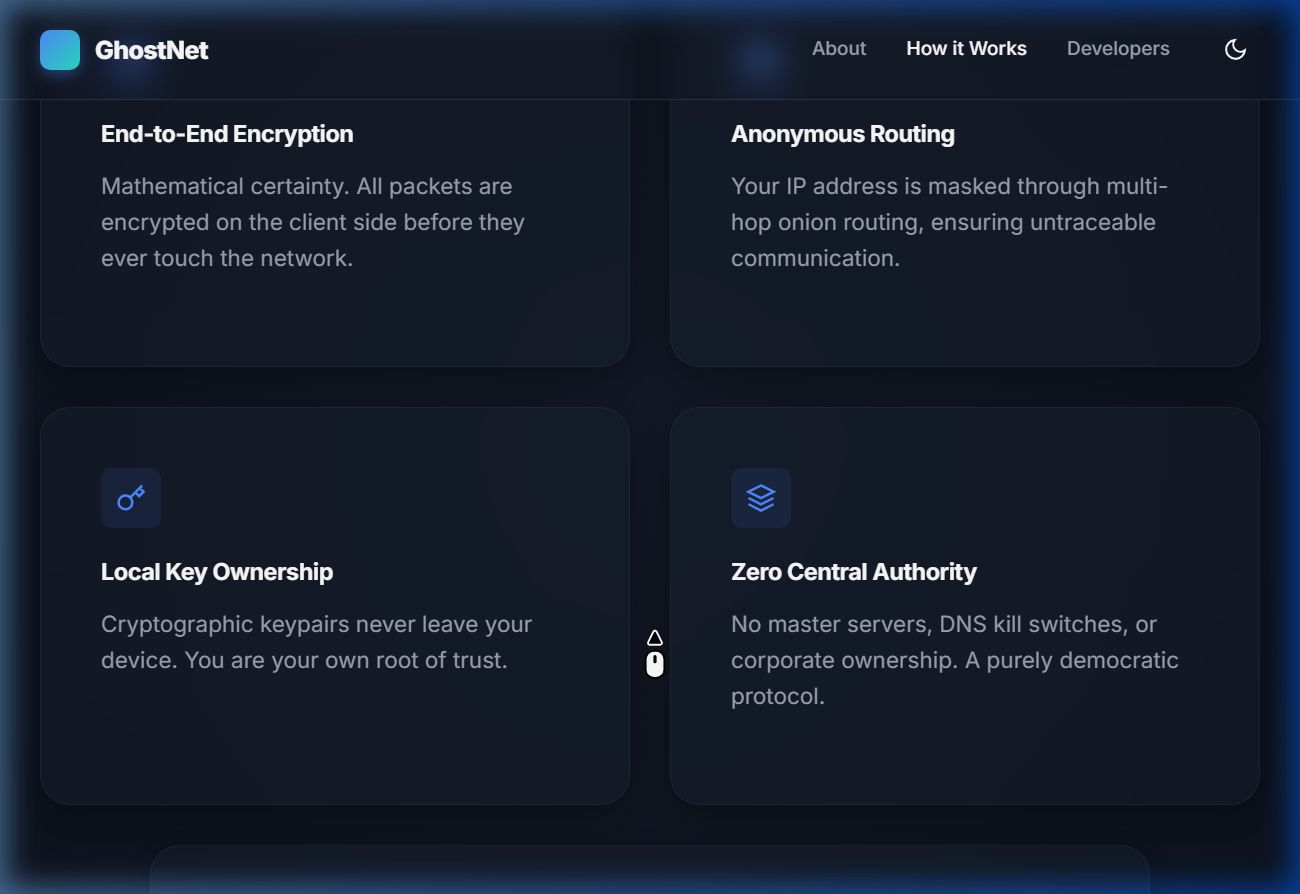 GhostNet
About
How it Works
Developers
End-to-End Encryption
Mathematical certainty. All packets are
encrypted on the client side before they
ever touch the network.
Anonymous Routing
Your IP address is masked through multi-
hop onion routing, ensuring untraceable
communication.
Local Key Ownership
Cryptographic keypairs never leave your
device. You are your own root of trust.
Zero Central Authority
No master servers, DNS kill switches, or
corporate ownership. A purely democratic
protocol.